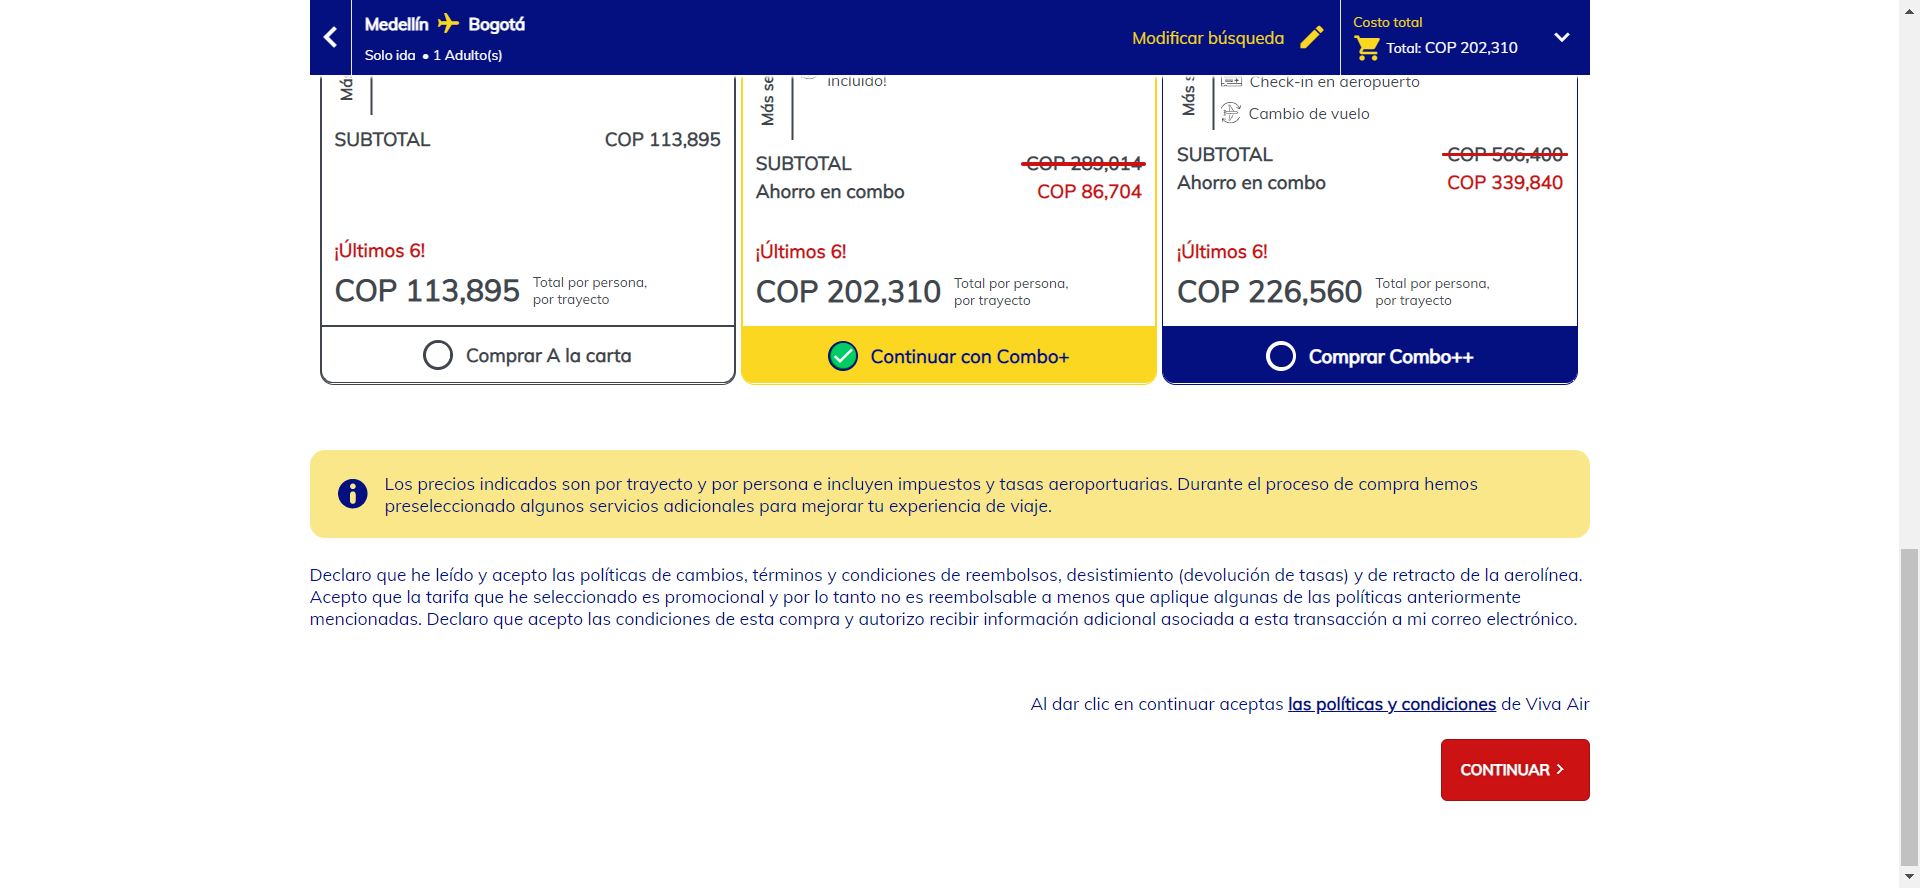 Medellín Bogotá
Solo ida • 1 Adulto(s)
Modificar búsqueda
Costo total
Total: COP 202,310
SUBTOTAL COP 113,895
¡Últimos 6!
COP 113,895 Total por persona,
por trayecto
Comprar A la carta
incluido!
SUBTOTAL COP 289,014
Ahorro en combo COP 86,704
¡Últimos 6!
COP 202,310 Total por persona,
por trayecto
Continuar con Combo+
Check-in en aeropuerto
Cambio de vuelo
SUBTOTAL COP 566,400
Ahorro en combo COP 339,840
¡Últimos 6!
COP 226,560 Total por persona,
por trayecto
Comprar Combo++
Los precios indicados son por trayecto y por persona e incluyen impuestos y tasas aeroportuarias. Durante el proceso de compra hemos
preseleccionado algunos servicios adicionales para mejorar tu experiencia de viaje.
Declaro que he leído y acepto las políticas de cambios, términos y condiciones de reembolsos, desistimiento (devolución de tasas) y de retracto de la aerolínea.
Acepto que la tarifa que he seleccionado es promocional y por lo tanto no es reembolsable a menos que aplique algunas de las políticas anteriormente
mencionadas. Declaro que acepto las condiciones de esta compra y autorizo recibir información adicional asociada a esta transacción a mi correo electrónico.
Al dar clic en continuar aceptas las políticas y condiciones de Viva Air
CONTINUAR